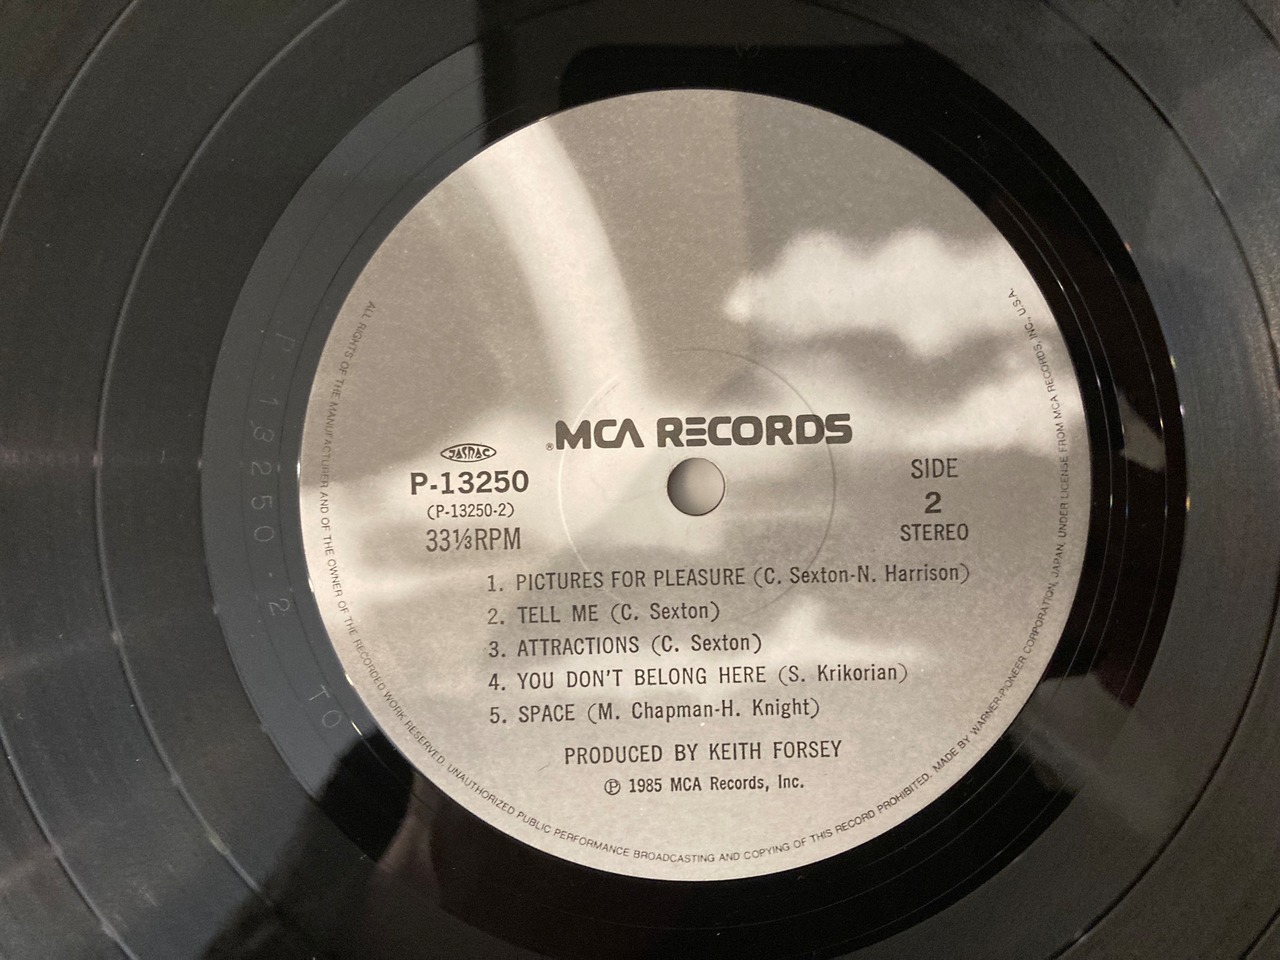 ® MCA RECORDS
JASRAC
P-13250
(P-13250-2)
33⅓RPM
SIDE
2
STEREO
1. PICTURES FOR PLEASURE (C. Sexton-N. Harrison)
2. TELL ME (C. Sexton)
3. ATTRACTIONS (C. Sexton)
4. YOU DON'T BELONG HERE (S. Krikorian)
5. SPACE (M. Chapman-H. Knight)
PRODUCED BY KEITH FORSEY
℗ 1985 MCA Records, Inc.
ALL RIGHTS OF THE MANUFACTURER AND OF THE OWNER OF THE RECORDED WORK RESERVED. UNAUTHORIZED PUBLIC PERFORMANCE BROADCASTING AND COPYING OF THIS RECORD PROHIBITED. MADE BY WARNER-PIONEER CORPORATION, JAPAN, UNDER LICENSE FROM MCA RECORDS, INC., U.S.A.
P-13250-2
TO